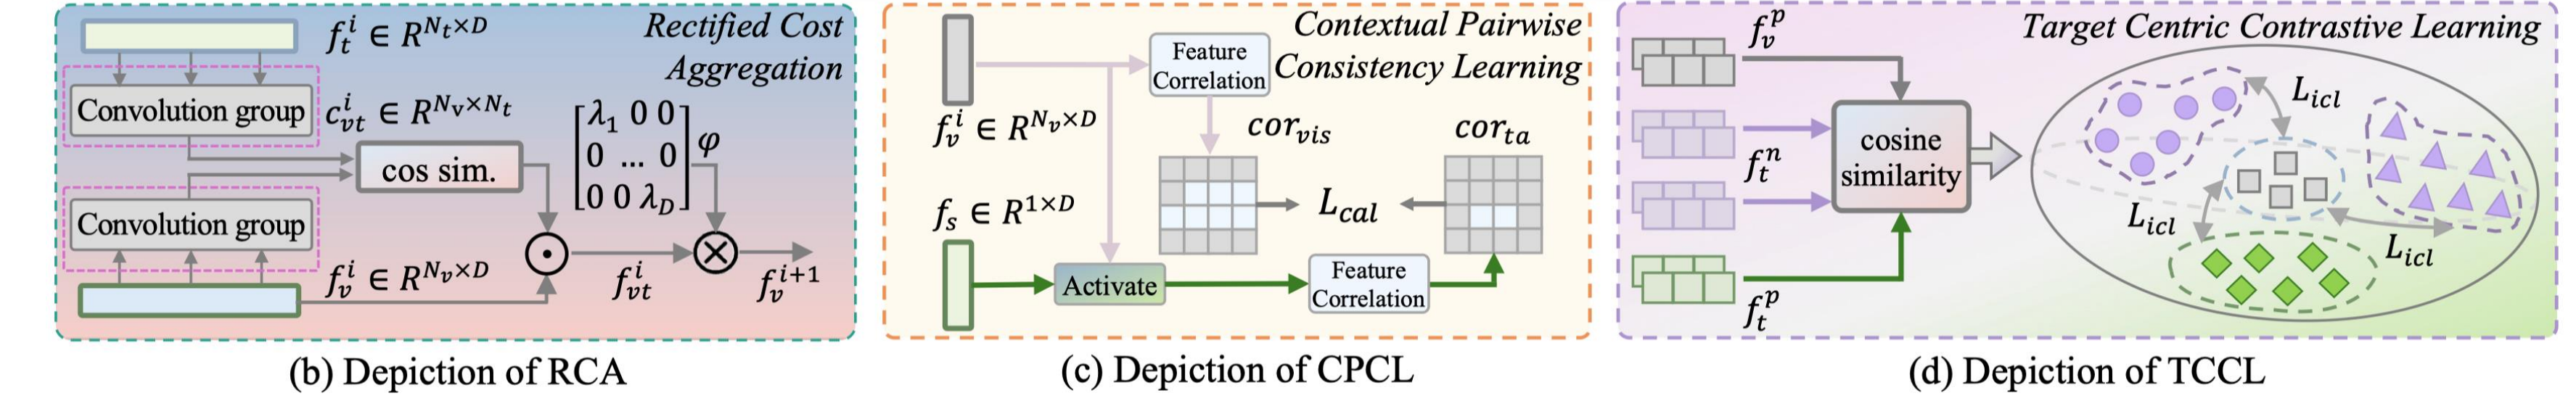 f_t^i ∈ R^{N_t×D}
Rectified Cost
Aggregation
Convolution group
c_{vt}^i ∈ R^{N_v×N_t}
cos sim.
[λ_1 0 0
0 ... 0
0 0 λ_D]
φ
Convolution group
f_v^i ∈ R^{N_v×D}
f_{vt}^i
f_v^{i+1}
(b) Depiction of RCA
Contextual Pairwise
Consistency Learning
Feature
Correlation
f_v^i ∈ R^{N_v×D}
cor_{vis}
cor_{ta}
f_s ∈ R^{1×D}
L_{cal}
Activate
Feature
Correlation
(c) Depiction of CPCL
Target Centric Contrastive Learning
f_v^p
f_t^n
f_t^p
cosine
similarity
L_{icl}
L_{icl}
L_{icl}
(d) Depiction of TCCL